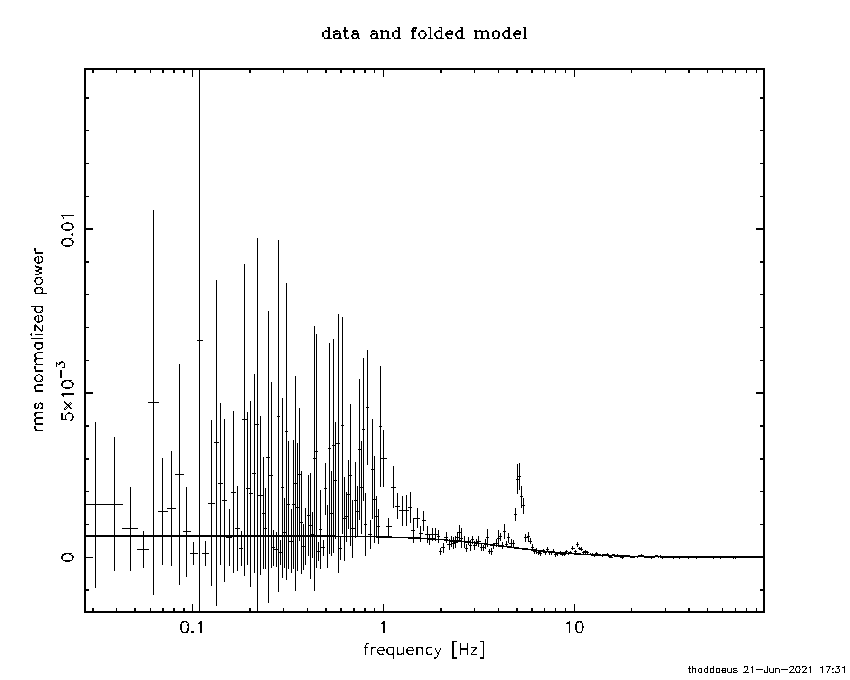 data and folded model
rms normalized power
0.01
5×10⁻³
0
0.1 1 10
frequency [Hz]
thaddaeus 21-Jun-2021 17:31